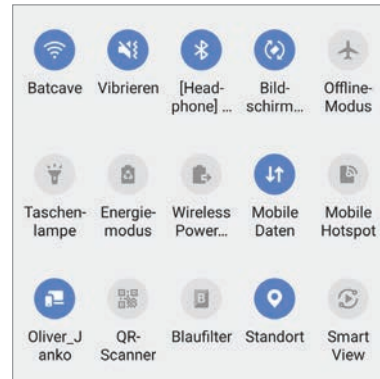 Batcave Vibrieren [Head- Bild- Offline-
phone] ... schirm... Modus
Taschen- Energie- Wireless Mobile Mobile
lampe modus Power... Daten Hotspot
B
Oliver_J QR- Blaufilter Standort Smart
anko Scanner View